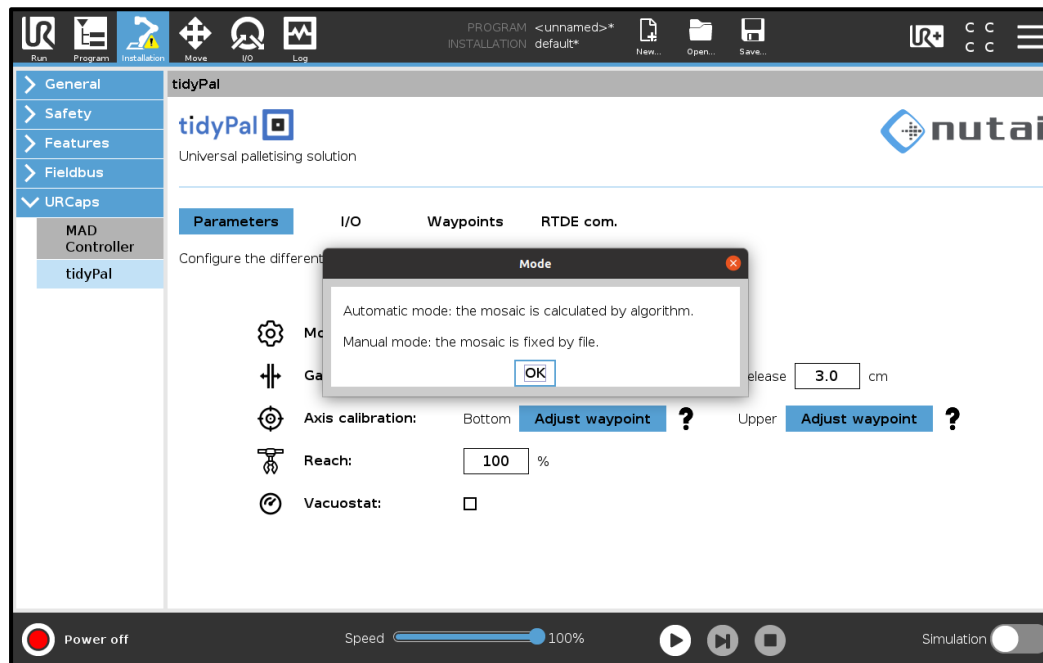 PROGRAM <unnamed>*
INSTALLATION default*
New... Open... Save...
UR+
C C
C C
Run Program Installation Move I/O Log
General
Safety
Features
Fieldbus
URCaps
MAD
Controller
tidyPal
tidyPal
tidyPal
nutai
Universal palletising solution
Parameters I/O Waypoints RTDE com.
Configure the different
Mode
Automatic mode: the mosaic is calculated by algorithm.
Manual mode: the mosaic is fixed by file.
OK
3.0 cm
Axis calibration: Bottom Adjust waypoint ? Upper Adjust waypoint ?
Reach: 100 %
Vacuostat:
Power off Speed 100% Simulation